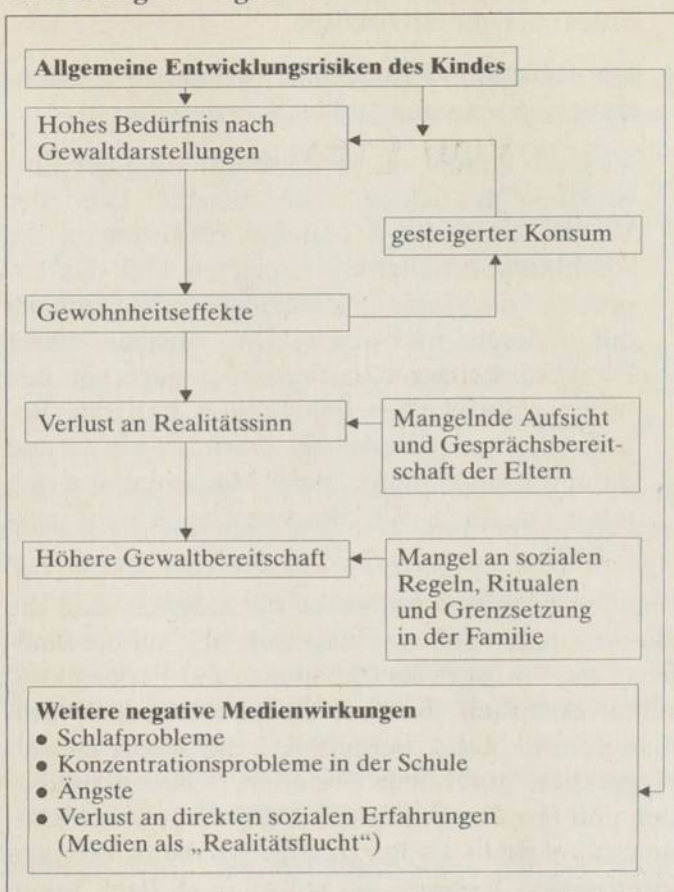 Allgemeine Entwicklungsrisiken des Kindes
Hohes Bedürfnis nach
Gewaltdarstellungen
gesteigerter Konsum
Gewohnheitseffekte
Verlust an Realitätssinn
Mangelnde Aufsicht
und Gesprächsbereit-
schaft der Eltern
Höhere Gewaltbereitschaft
Mangel an sozialen
Regeln, Ritualen
und Grenzsetzung
in der Familie
Weitere negative Medienwirkungen
• Schlafprobleme
• Konzentrationsprobleme in der Schule
• Ängste
• Verlust an direkten sozialen Erfahrungen
(Medien als „Realitätsflucht“)